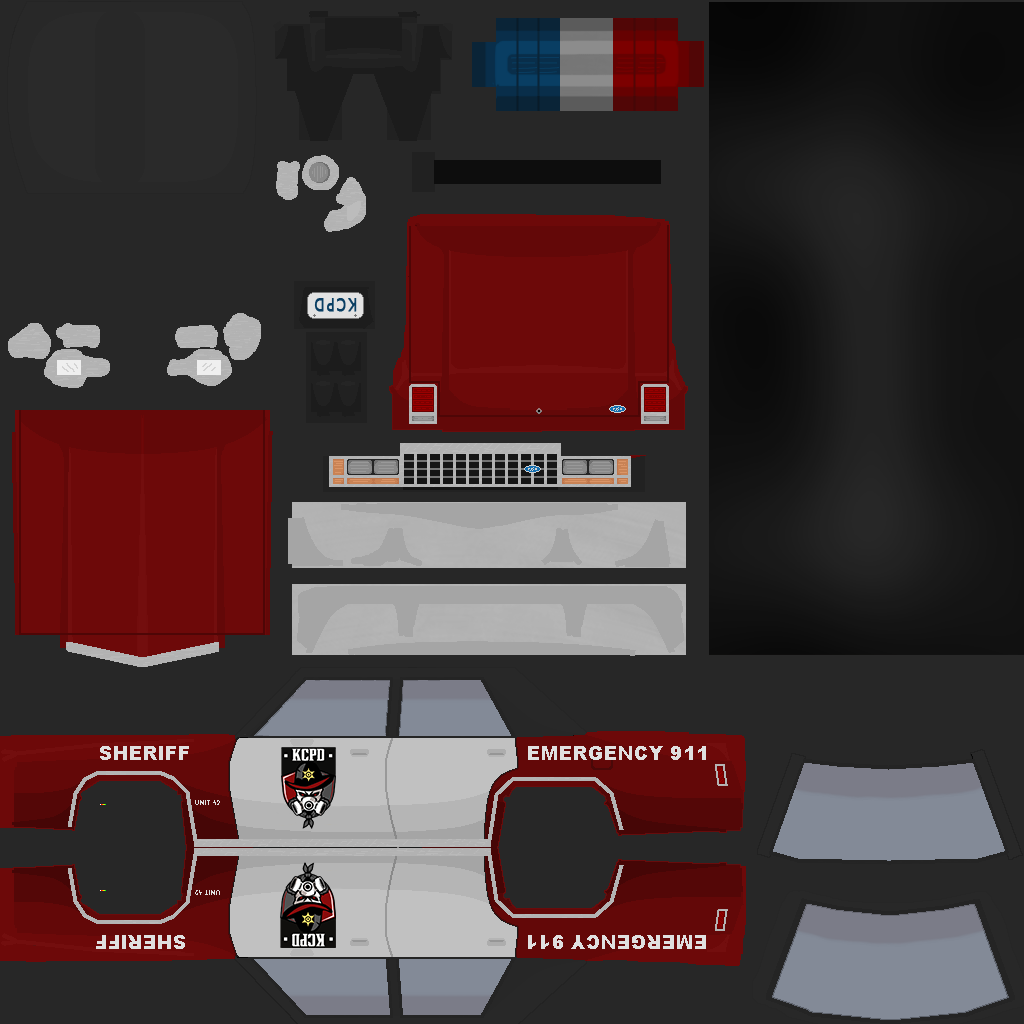 KCPD
SHERIFF
KCPD
EMERGENCY 911
UNIT 42
UNIT 42
SHERIFF
KCPD
EMERGENCY 911